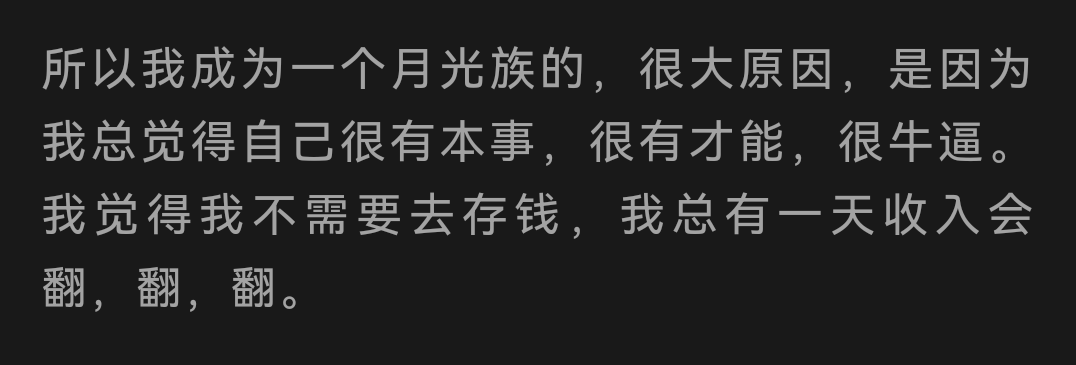 所以我成为一个月光族的，很大原因，是因为
我总觉得自己很有本事，很有才能，很牛逼。
我觉得我不需要去存钱，我总有一天收入会
翻，翻，翻。